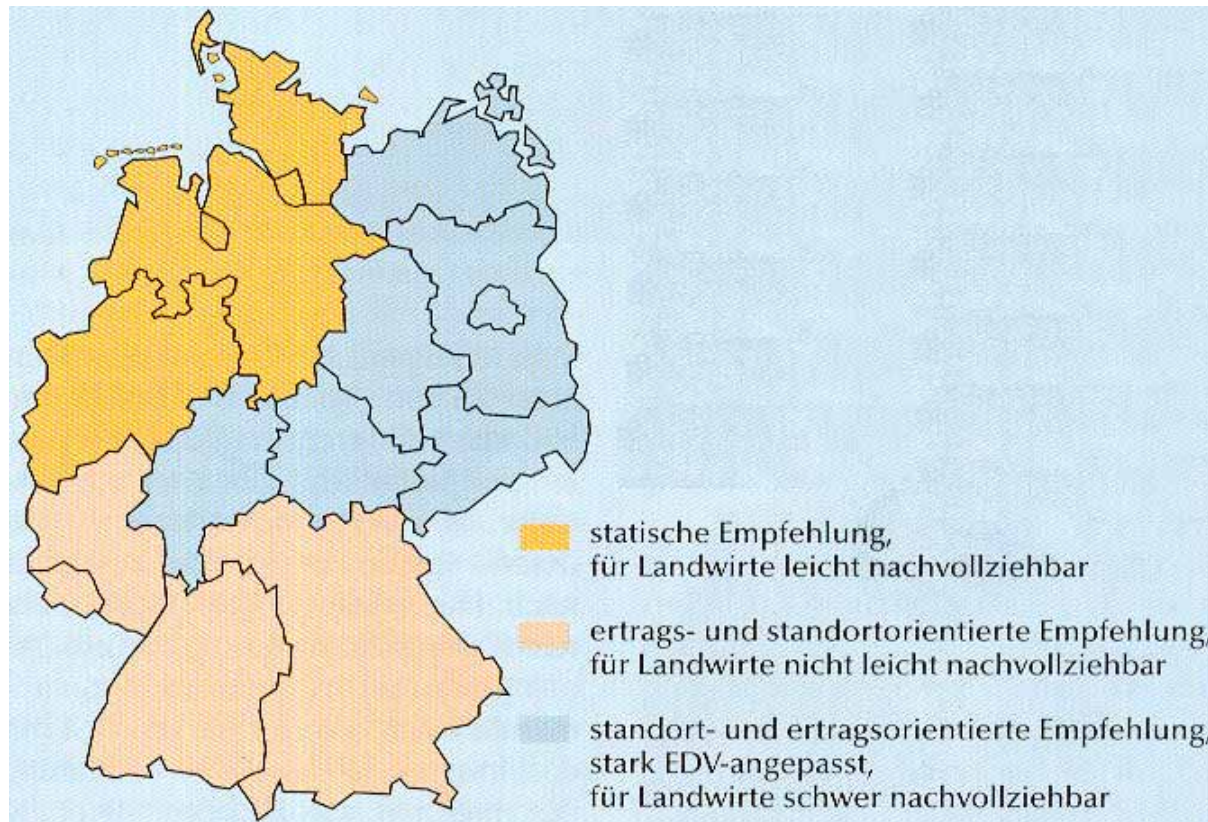 statische Empfehlung,
für Landwirte leicht nachvollziehbar
ertrags- und standortorientierte Empfehlung,
für Landwirte nicht leicht nachvollziehbar
standort- und ertragsorientierte Empfehlung,
stark EDV-angepasst,
für Landwirte schwer nachvollziehbar